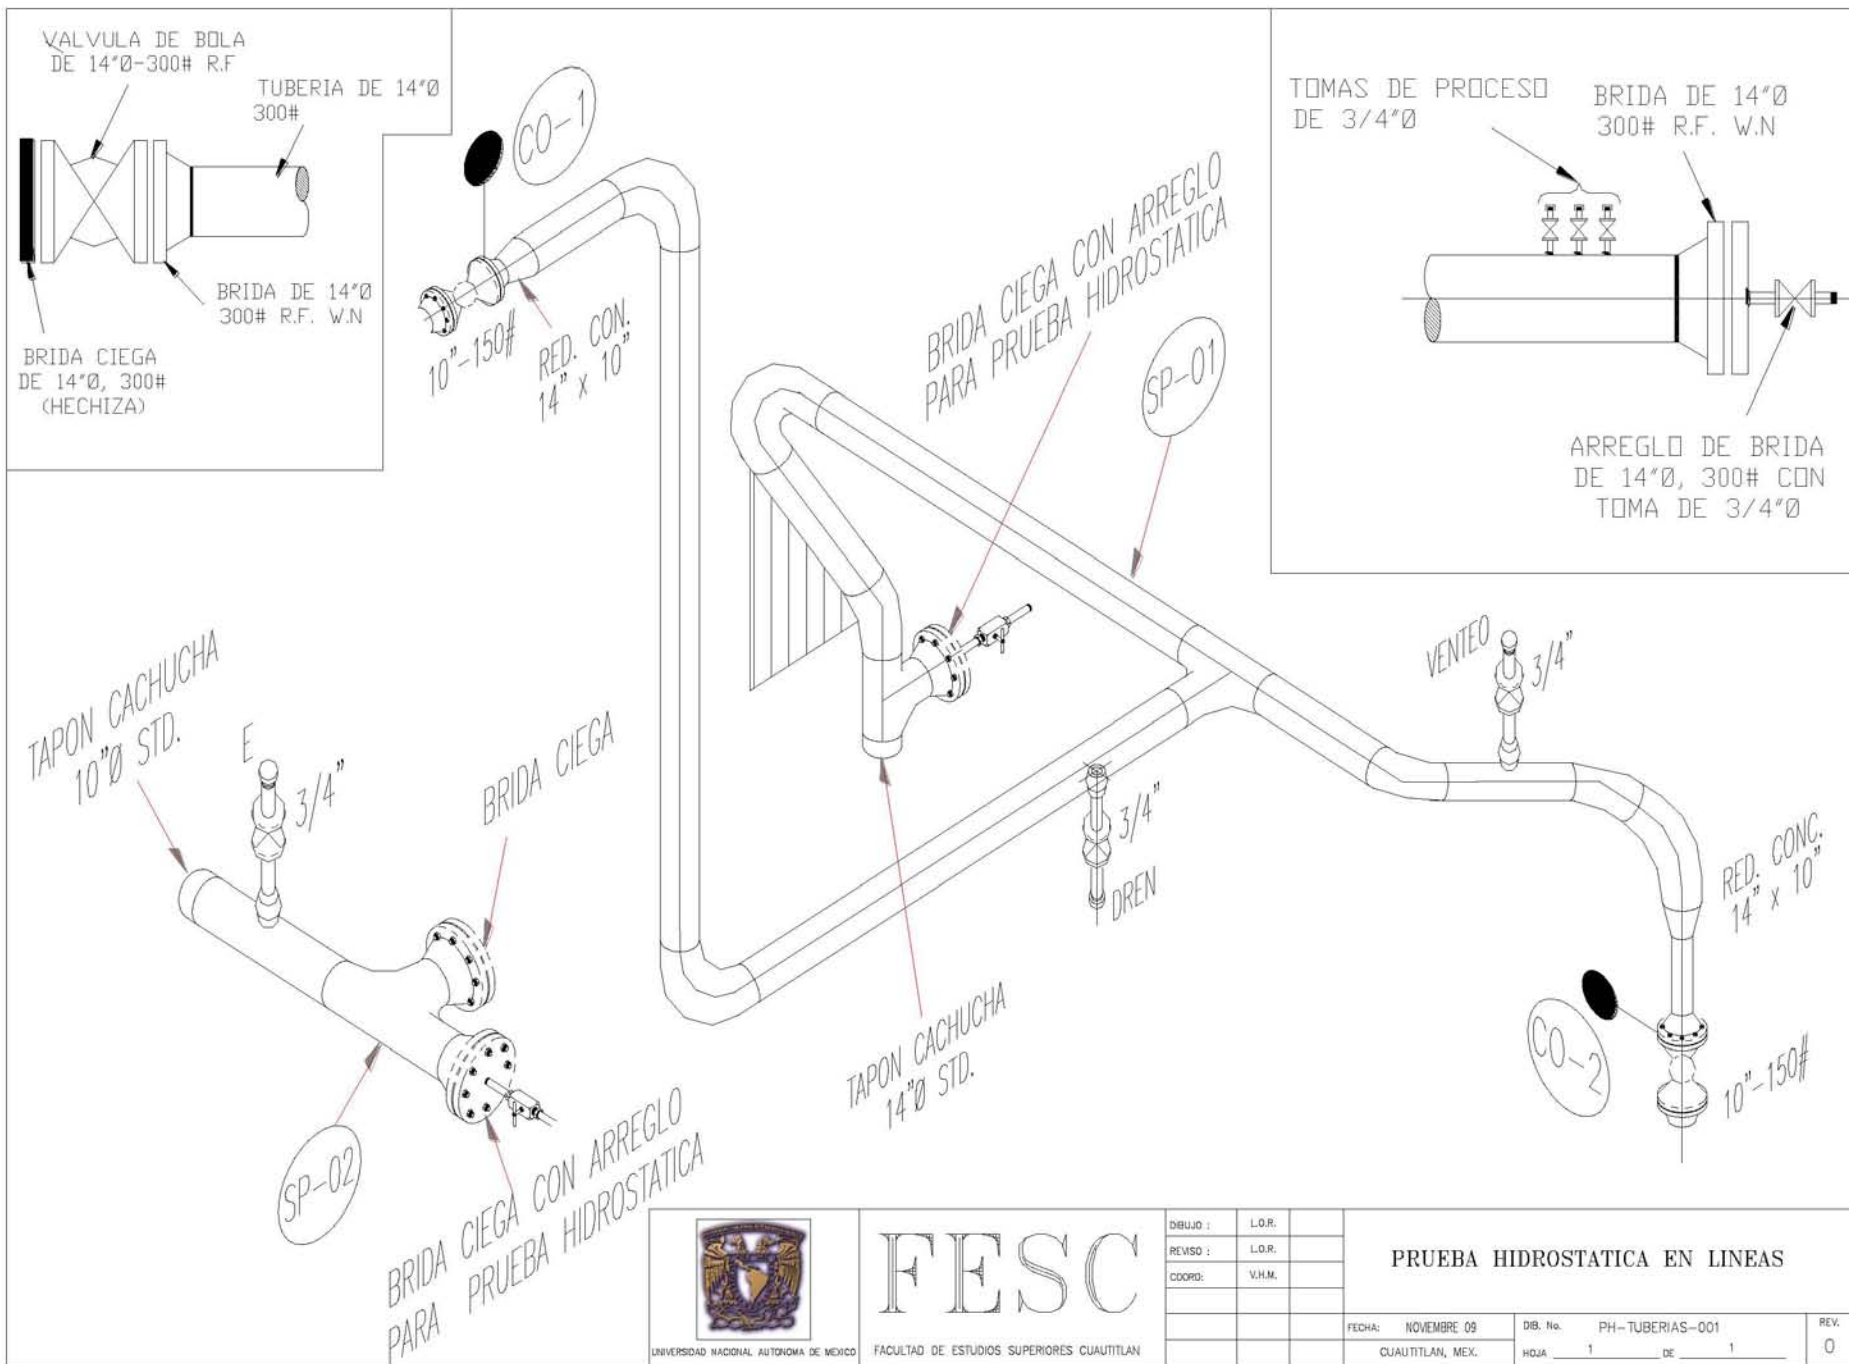 VALVULA DE BOLA
DE 14"Ø-300# R.F
TUBERIA DE 14"Ø
300#
BRIDA DE 14"Ø
300# R.F. W.N
BRIDA CIEGA
DE 14"Ø, 300#
(HECHIZA)
CO-1
10"-150#
RED. CON.
14" x 10"
BRIDA CIEGA CON ARREGLO
PARA PRUEBA HIDROSTATICA
SP-01
TOMAS DE PROCESO
DE 3/4"Ø
BRIDA DE 14"Ø
300# R.F. W.N
ARREGLO DE BRIDA
DE 14"Ø, 300# CON
TOMA DE 3/4"Ø
TAPON CACHUCHA
10"Ø STD.
E
3/4"
BRIDA CIEGA
VENTEO
3/4"
3/4"
DREN
RED. CONC.
14" x 10"
TAPON CACHUCHA
14"Ø STD.
CO-2
10"-150#
SP-02
BRIDA CIEGA CON ARREGLO
PARA PRUEBA HIDROSTATICA
UNIVERSIDAD NACIONAL AUTONOMA DE MEXICO
FESC
FACULTAD DE ESTUDIOS SUPERIORES CUAUTITLAN
DIBUJO : L.O.R.
REVISO : L.O.R.
COORD: V.H.M.
PRUEBA HIDROSTATICA EN LINEAS
FECHA: NOVIEMBRE 09
CUAUTITLAN, MEX.
DIB. No. PH-TUBERIAS-001
HOJA 1 DE 1
REV.
0